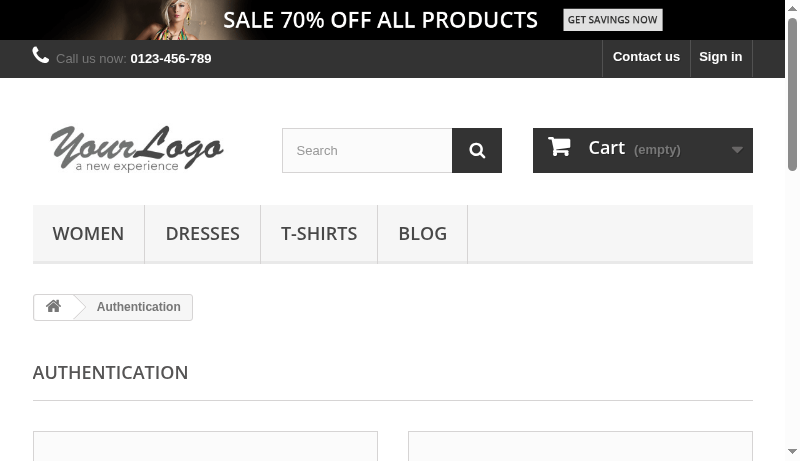 SALE 70% OFF ALL PRODUCTS GET SAVINGS NOW
Call us now: 0123-456-789 Contact us Sign in
YourLogo
a new experience
Search
Cart (empty)
WOMEN DRESSES T-SHIRTS BLOG
Authentication
AUTHENTICATION